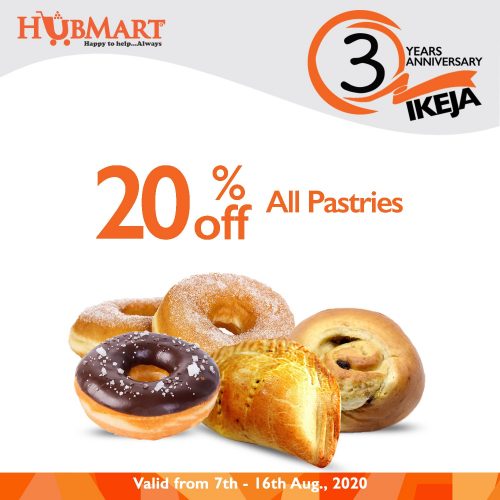 HUBMART
Happy to help...Always
3 YEARS
ANNIVERSARY
IKEJA
20% off All Pastries
Valid from 7th - 16th Aug., 2020